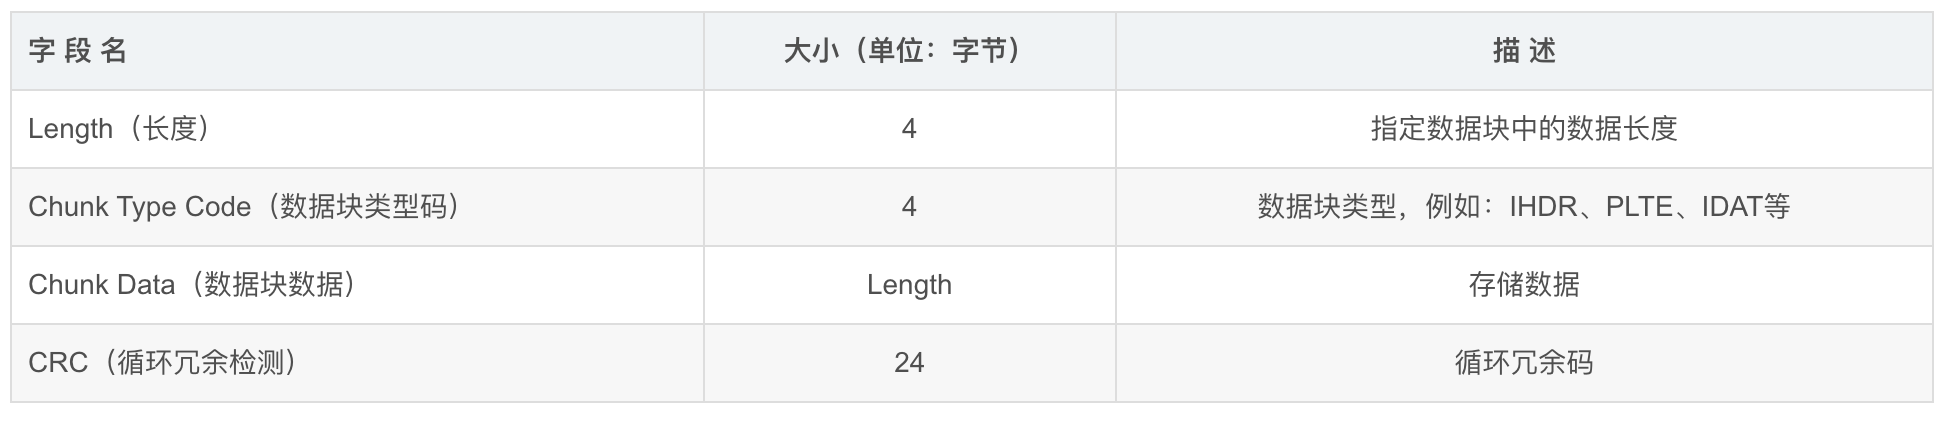 字 段 名 大小（单位：字节） 描 述
Length（长度） 4 指定数据块中的数据长度
Chunk Type Code（数据块类型码） 4 数据块类型，例如：IHDR、PLTE、IDAT等
Chunk Data（数据块数据） Length 存储数据
CRC（循环冗余检测） 24 循环冗余码